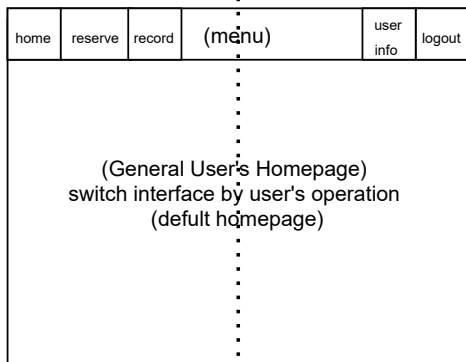 home reserve record (menu) user info logout
(General User's Homepage)
switch interface by user's operation
(defult homepage)